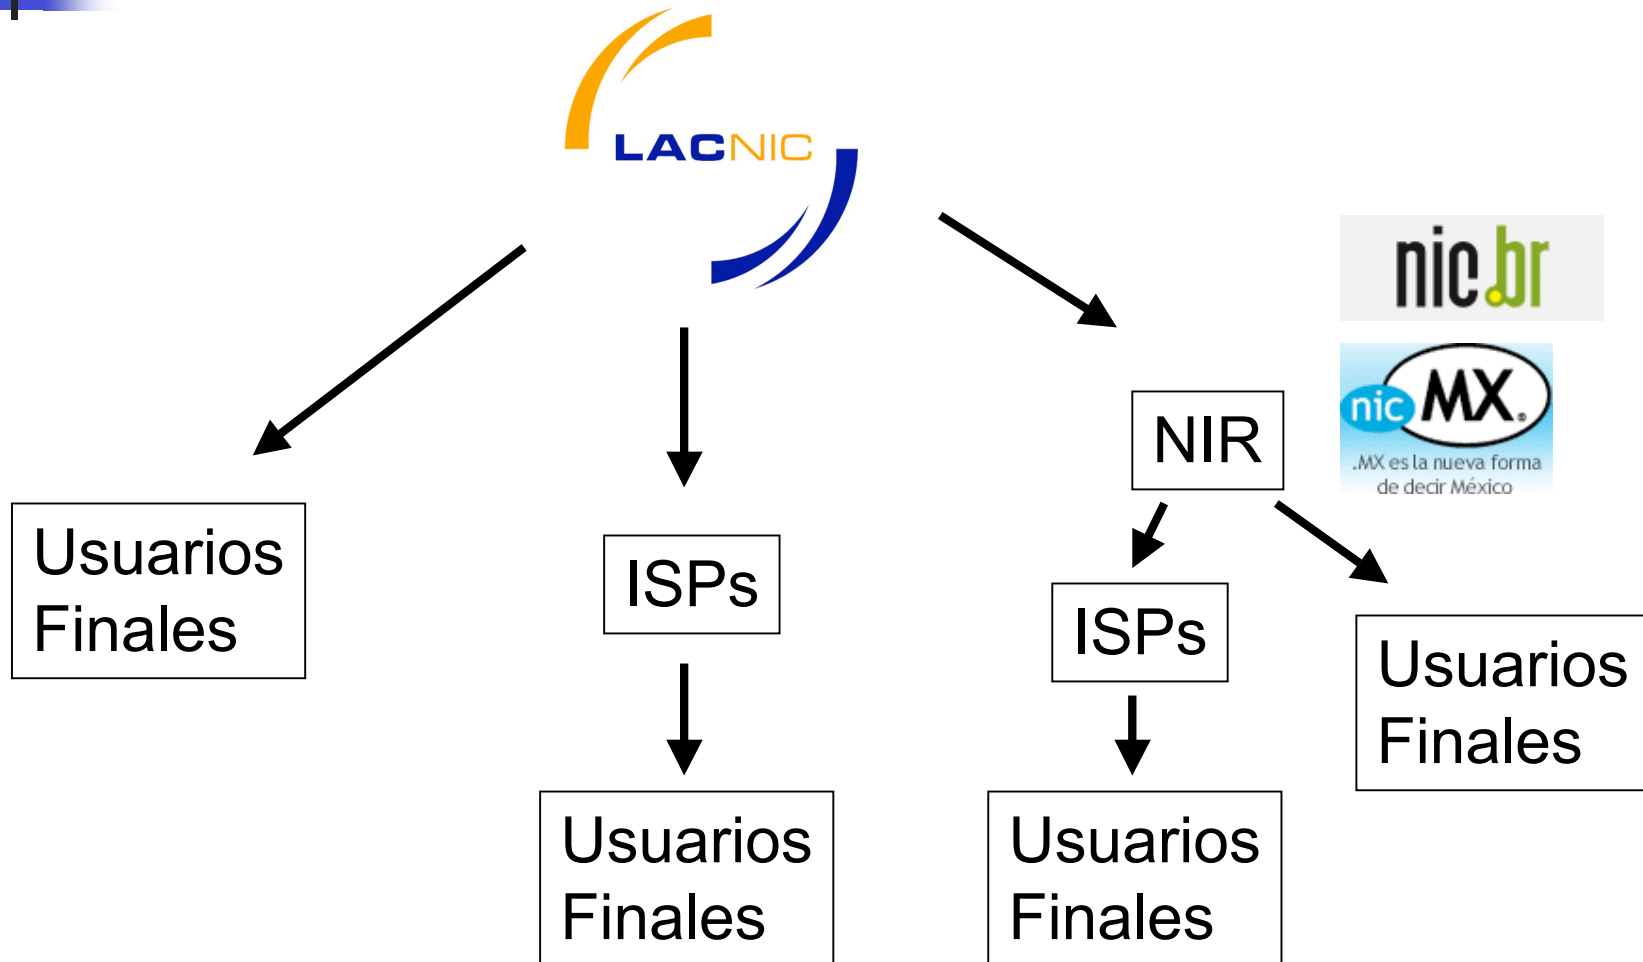 LACNIC
nic.br
nic MX.
.MX es la nueva forma
de decir México
NIR
Usuarios
Finales
ISPs
ISPs
Usuarios
Finales
Usuarios
Finales
Usuarios
Finales